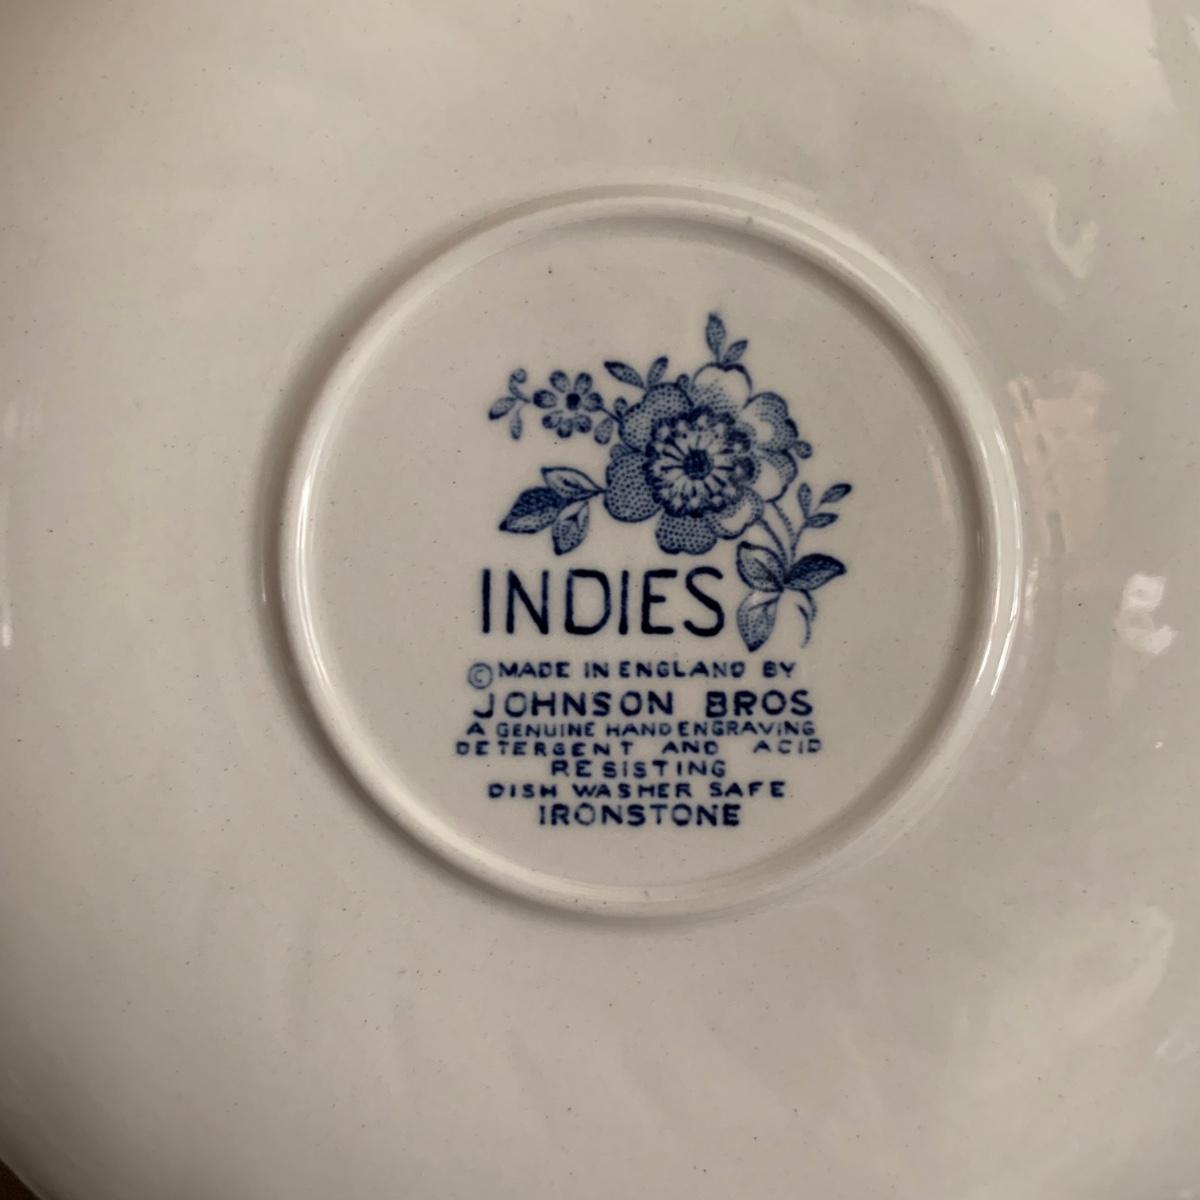 INDIES
© MADE IN ENGLAND BY
JOHNSON BROS
A GENUINE HAND ENGRAVING
DETERGENT AND ACID
RESISTING
DISH WASHER SAFE
IRONSTONE